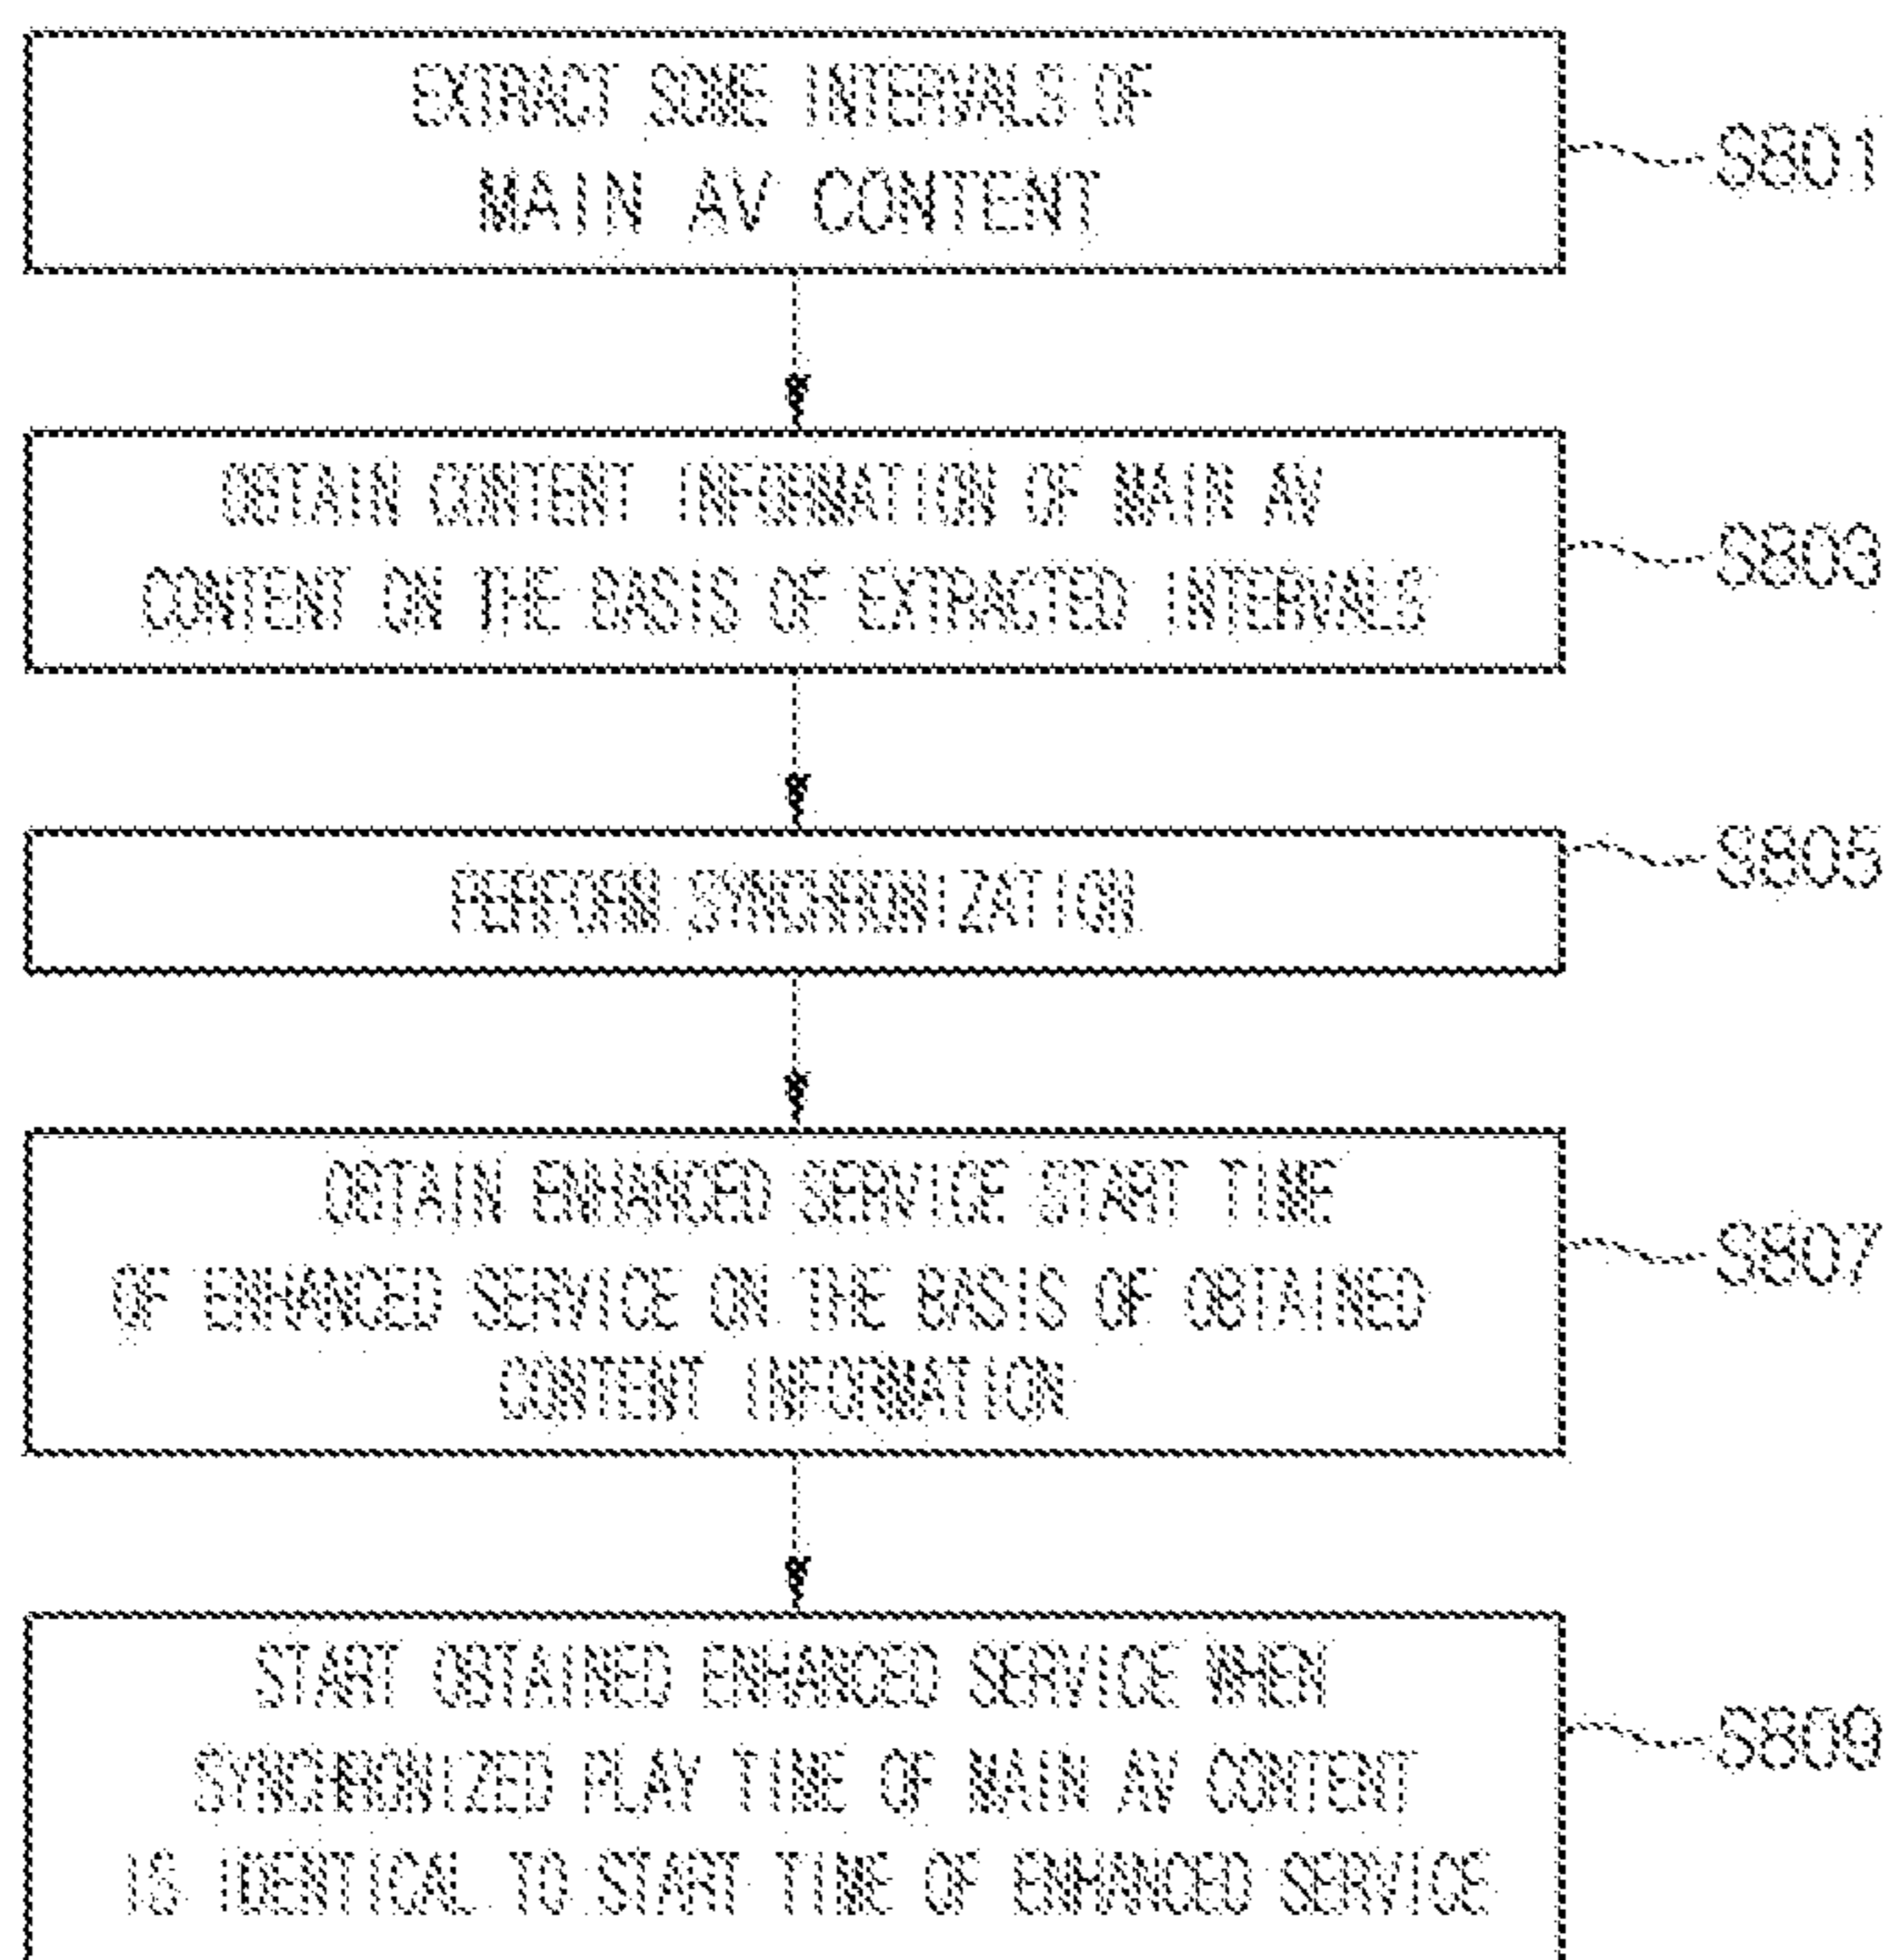 EXTRACT SOME INTERVALS OF
MAIN AV CONTENT
S801
OBTAIN CONTENT INFORMATION OF MAIN AV
CONTENT ON THE BASIS OF EXTRACTED INTERVALS
S803
PERFORM SYNCHRONIZATION
S805
OBTAIN ENHANCED SERVICE START TIME
OF ENHANCED SERVICE ON THE BASIS OF OBTAINED
CONTENT INFORMATION
S807
START OBTAINED ENHANCED SERVICE WHEN
SYNCHRONIZED PLAY TIME OF MAIN AV CONTENT
IS IDENTICAL TO START TIME OF ENHANCED SERVICE
S809